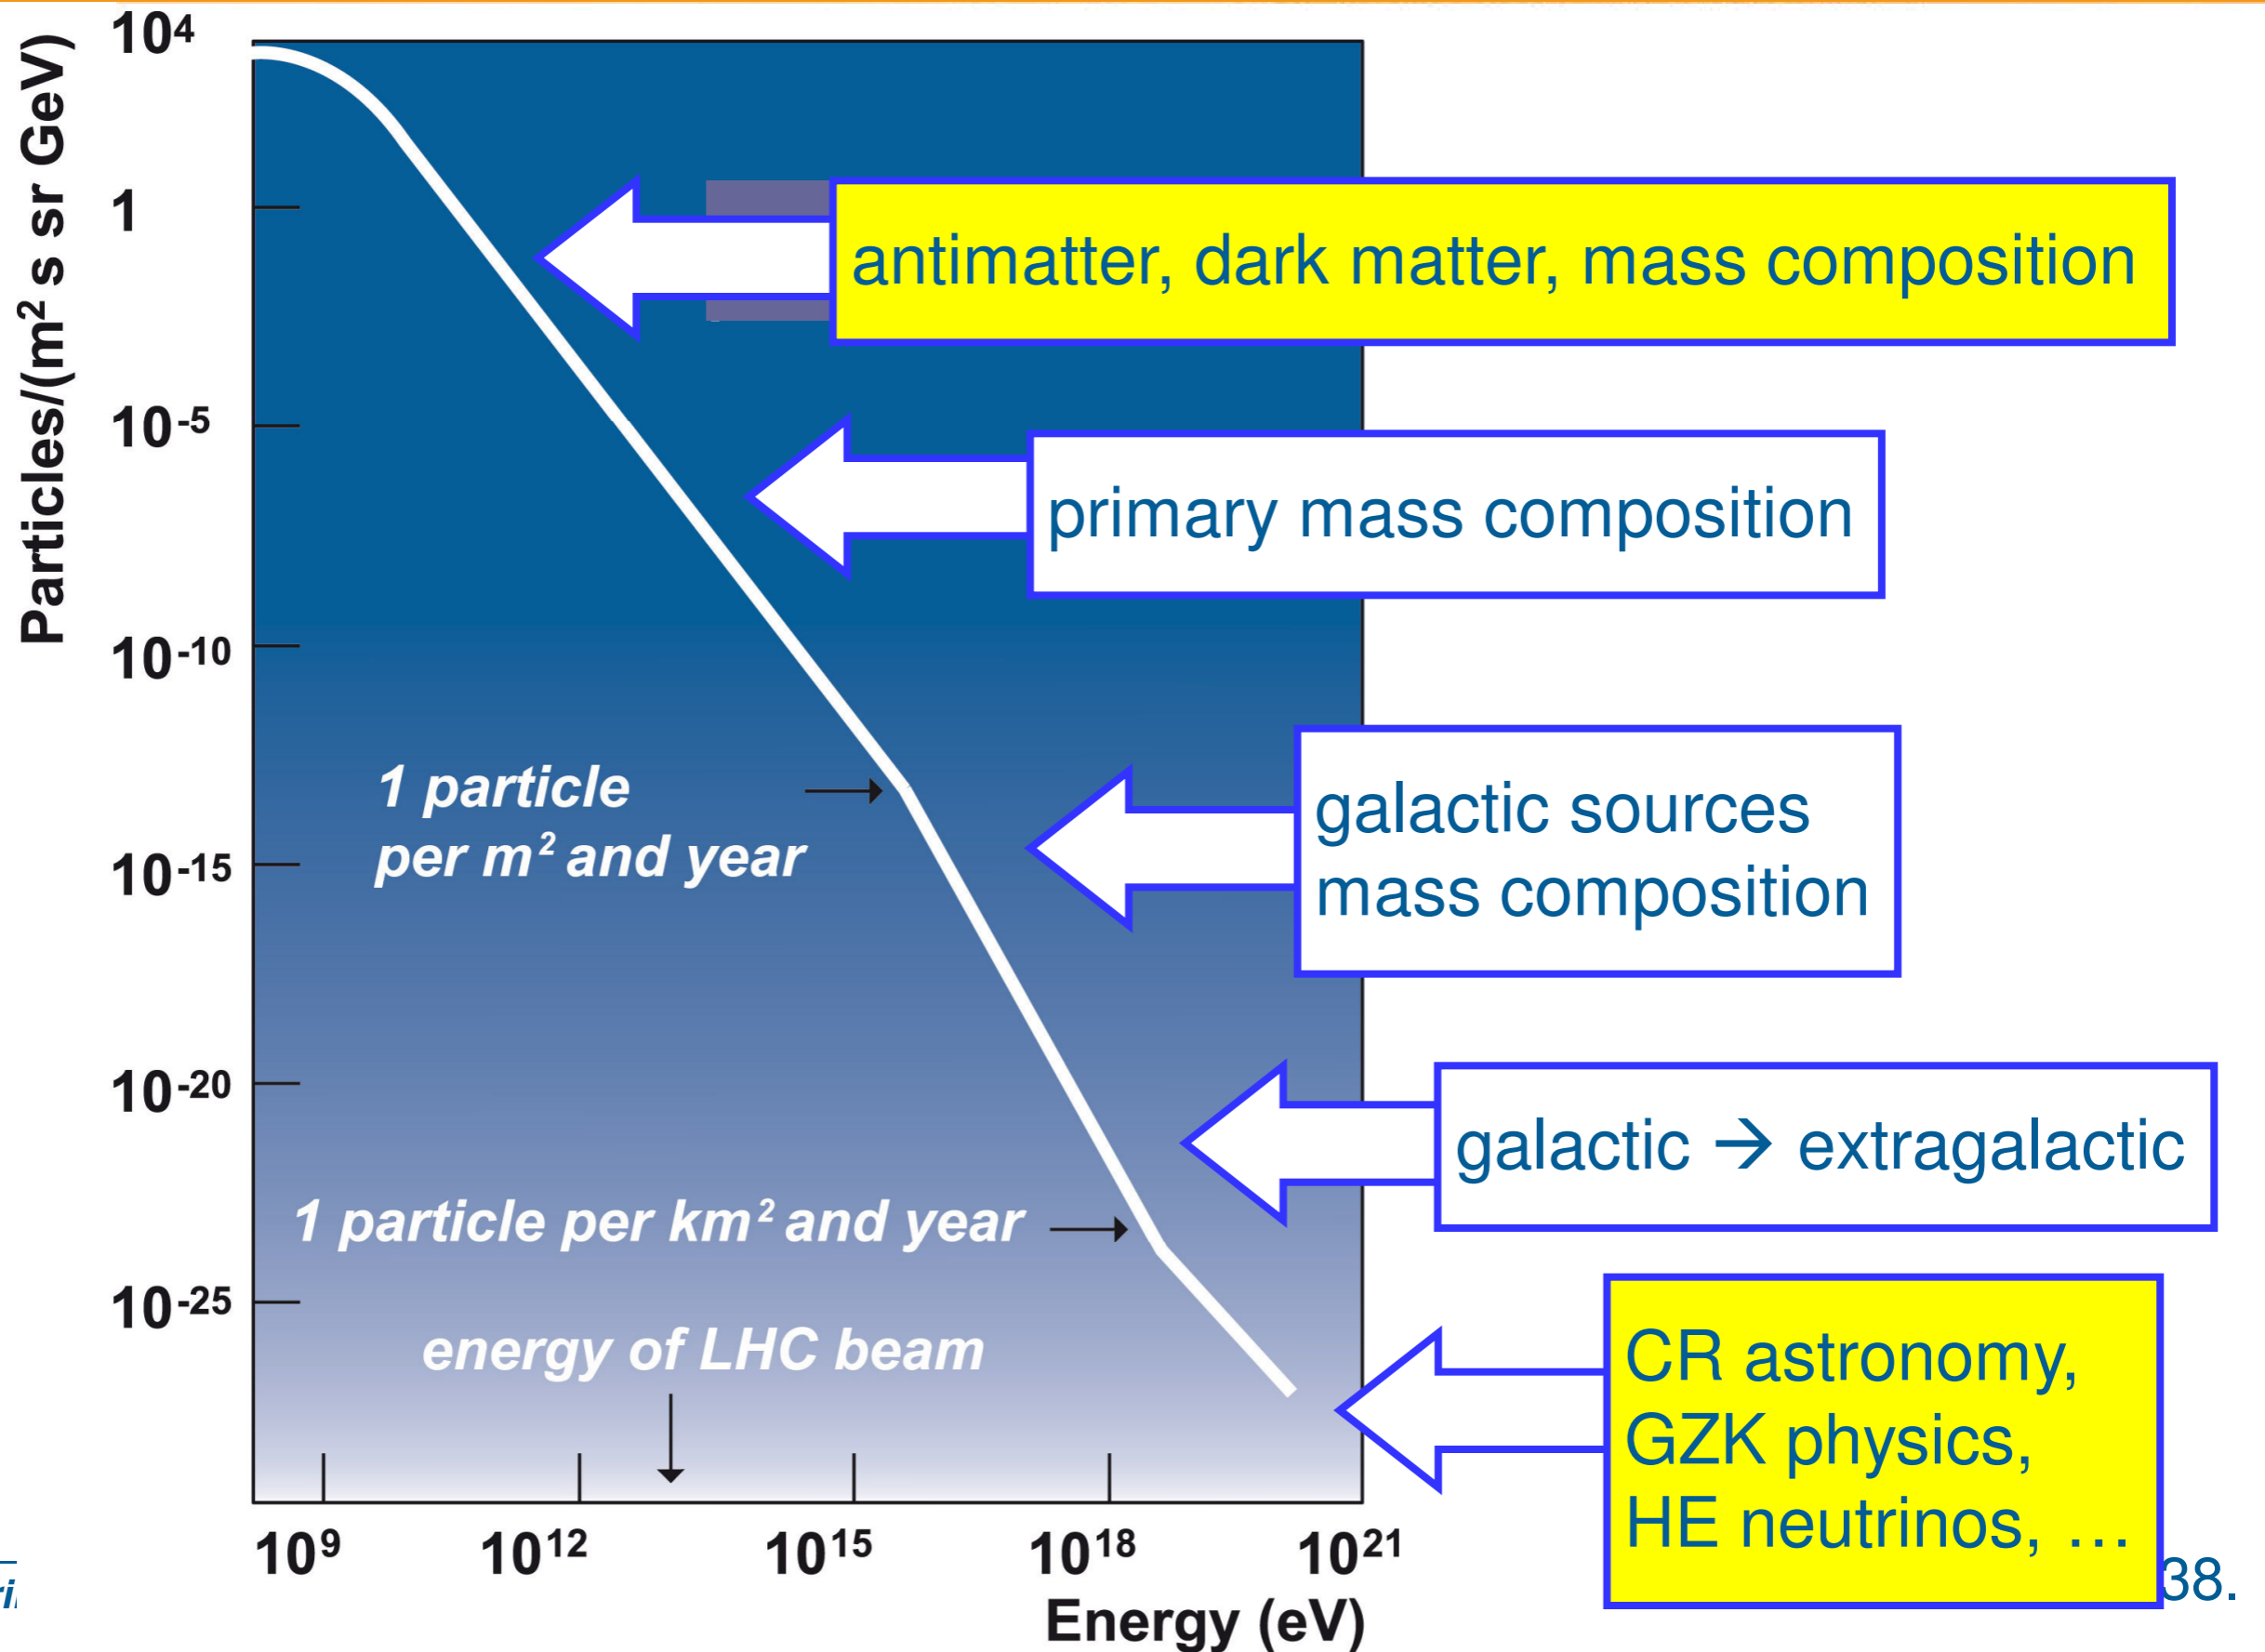 Particles/(m² s sr GeV)
10⁴
1
10⁻⁵
10⁻¹⁰
10⁻¹⁵
10⁻²⁰
10⁻²⁵
antimatter, dark matter, mass composition
primary mass composition
1 particle
per m² and year
galactic sources
mass composition
galactic → extragalactic
1 particle per km² and year
energy of LHC beam
CR astronomy,
GZK physics,
HE neutrinos, …
10⁹
10¹²
10¹⁵
10¹⁸
10²¹
Energy (eV)
38.